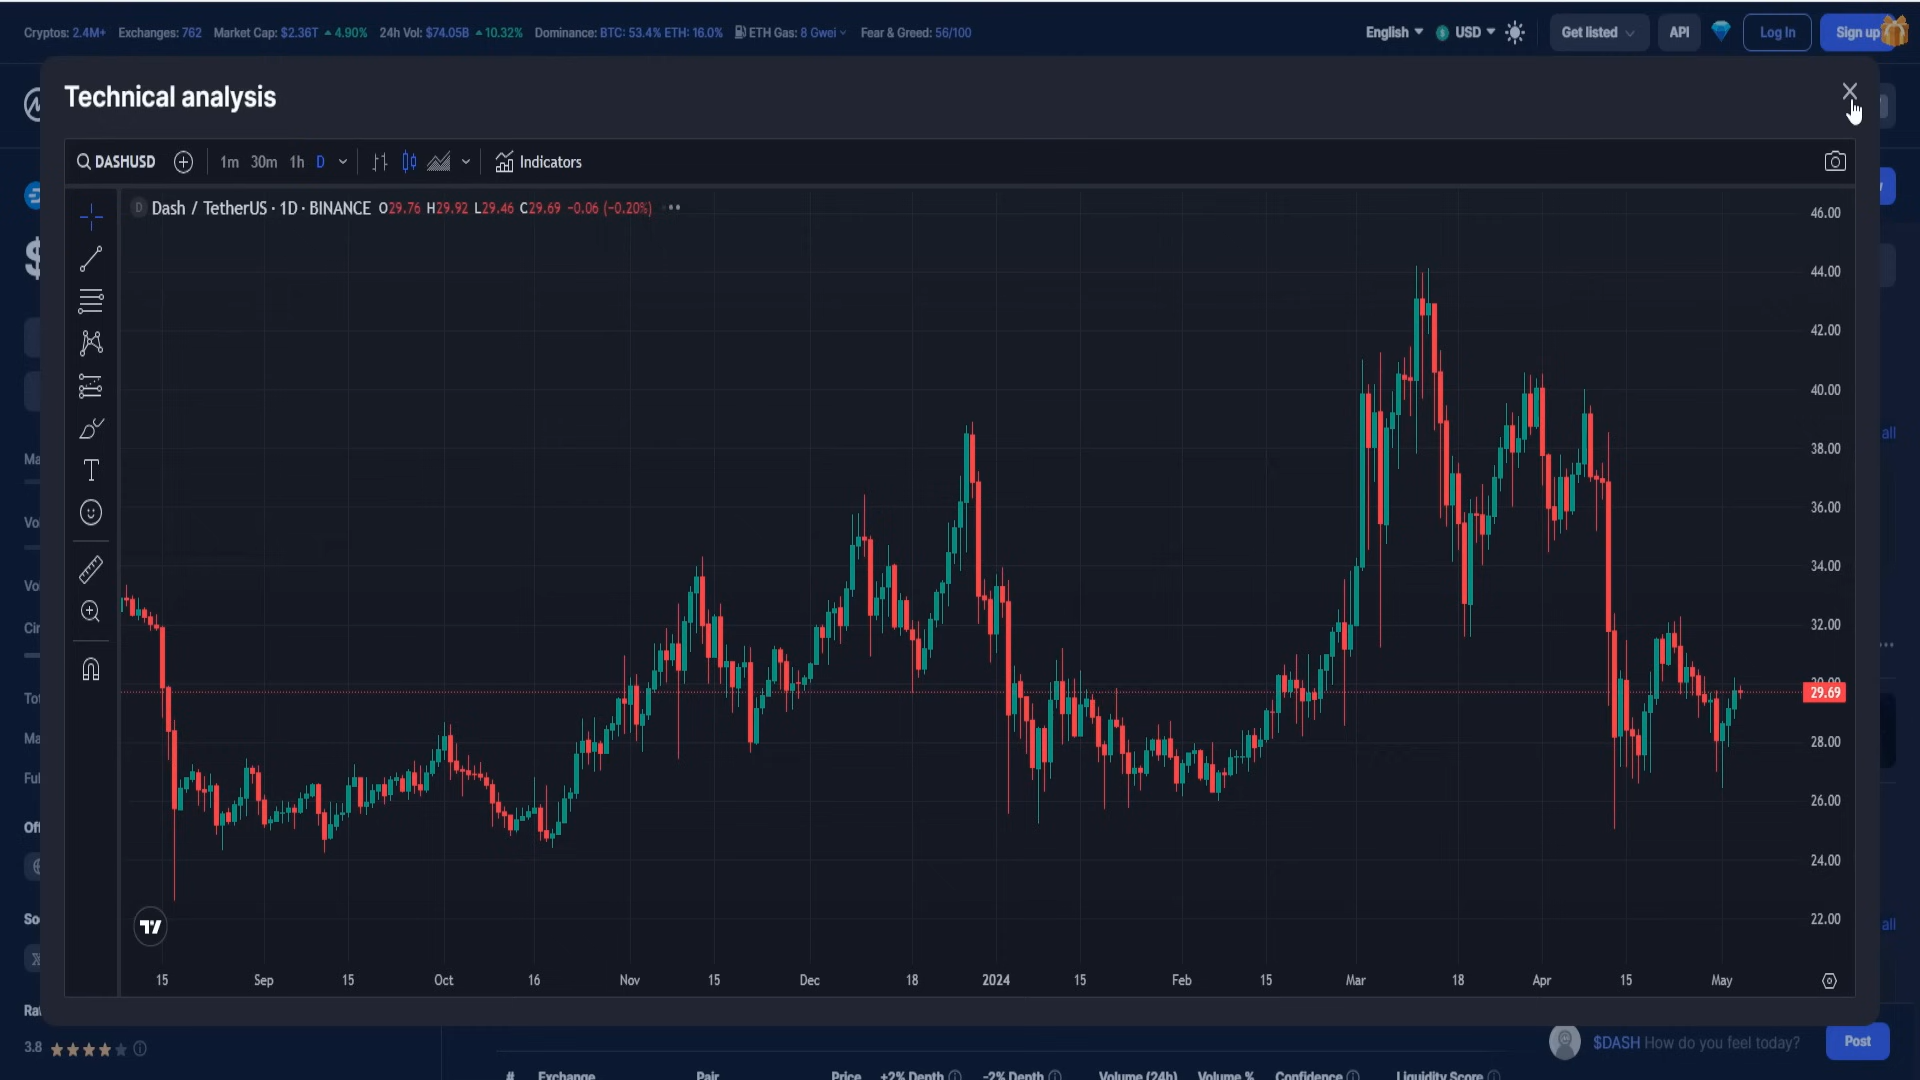 Cryptos: 2.4M+ Exchanges: 762 Market Cap: $2.36T 4.90% 24h Vol: $74.05B 10.32% Dominance: BTC: 53.4% ETH: 16.0% ETH Gas: 8 Gwei Fear & Greed: 56/100
English USD Get listed API Log In Sign up
Technical analysis
DASHUSD 1m 30m 1h D Indicators
D Dash / TetherUS · 1D · BINANCE O29.76 H29.92 L29.46 C29.69 -0.06 (-0.20%)
46.00
44.00
42.00
40.00
38.00
36.00
34.00
32.00
29.69
28.00
26.00
24.00
22.00
15 Sep 15 Oct 16 Nov 15 Dec 18 2024 15 Feb 15 Mar 18 Apr 15 May
3.8
$DASH How do you feel today? Post
# Exchange Pair Price +2% Depth -2% Depth Volume (24h) Volume % Confidence Liquidity Score